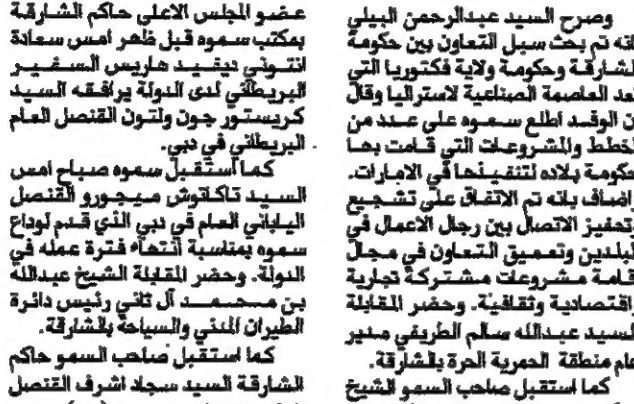 وصرح السيد عبدالرحمن البيلي
انه تم بحث سبل التعاون بين حكومة
الشارقة وحكومة ولاية فكتوريا التي
تعد العاصمة الصناعية لاستراليا وقال
ان الوفد اطلع سموه على عدد من
الخطط والمشروعات التي قامت بها
حكومة بلاده لتنفيذها في الامارات.
واضاف بانه تم الاتفاق على تشجيع
وتحفيز الاتصال بين رجال الاعمال في
البلدين وتعميق التعاون في مجال
اقامة مشروعات مشتركة تجارية
واقتصادية وثقافية. وحضر المقابلة
السيد عبدالله سالم الطريفي مدير
عام منطقة الحمرية الحرة بالشارقة.
كما استقبل صاحب السمو الشيخ
عضو المجلس الاعلى حاكم الشارقة
بمكتب سموه قبل ظهر امس سعادة
انتوني ديفيد هاريس السفير
البريطاني لدى الدولة يرافقه السيد
كريستور جون ولتون القنصل العام
البريطاني في دبي.
كما استقبل سموه صباح امس
السيد تاكاتوش ميجورو القنصل
الياباني العام في دبي الذي قدم لوداع
سموه بمناسبة انتهاء فترة عمله في
الدولة. وحضر المقابلة الشيخ عبدالله
بن محمد آل ثاني رئيس دائرة
الطيران المدني والسياحة بالشارقة.
كما استقبل صاحب السمو حاكم
الشارقة السيد سجاد اشرف القنصل